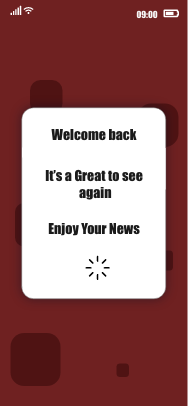 09:00
Welcome back
It's a Great to see
again
Enjoy Your News